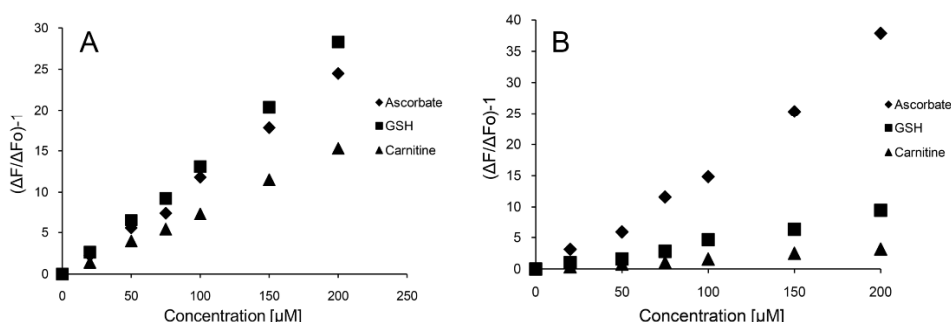 A
30
25
20
15
10
5
0
0 50 100 150 200 250
(ΔF/ΔFo)-1
Concentration [µM]
Ascorbate
GSH
Carnitine
B
40
35
30
25
20
15
10
5
0
0 50 100 150 200
(ΔF/ΔFo)-1
Concentration [µM]
Ascorbate
GSH
Carnitine